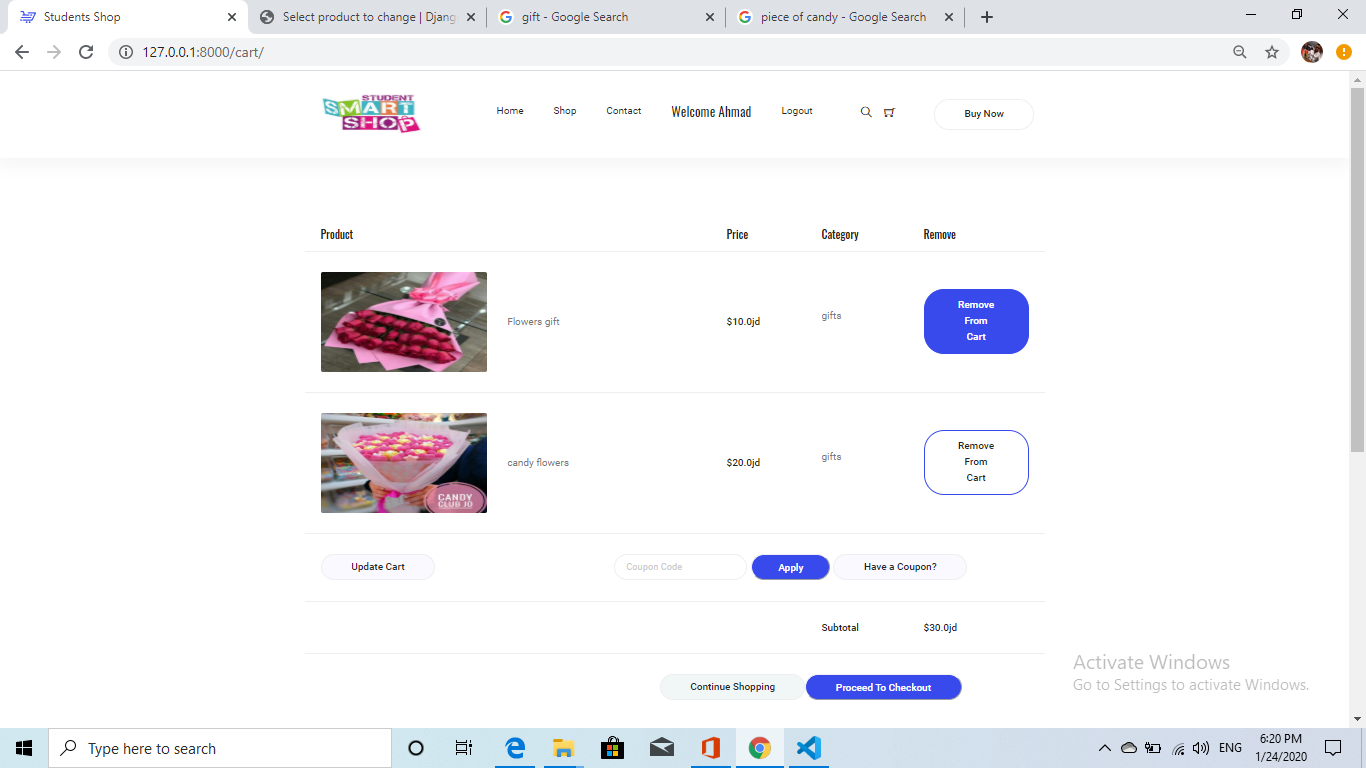 Students Shop
Select product to change | Djang
gift - Google Search
piece of candy - Google Search
127.0.0.1:8000/cart/
STUDENT
SMART
SHOP
Home
Shop
Contact
Welcome Ahmad
Logout
Buy Now
Product Price Category Remove
Flowers gift
$10.0jd
gifts
Remove
From
Cart
CANDY
CLUB JO
candy flowers
$20.0jd
gifts
Remove
From
Cart
Update Cart
Coupon Code
Apply
Have a Coupon?
Subtotal $30.0jd
Continue Shopping
Proceed To Checkout
Activate Windows
Go to Settings to activate Windows.
Type here to search
ENG
6:20 PM
1/24/2020